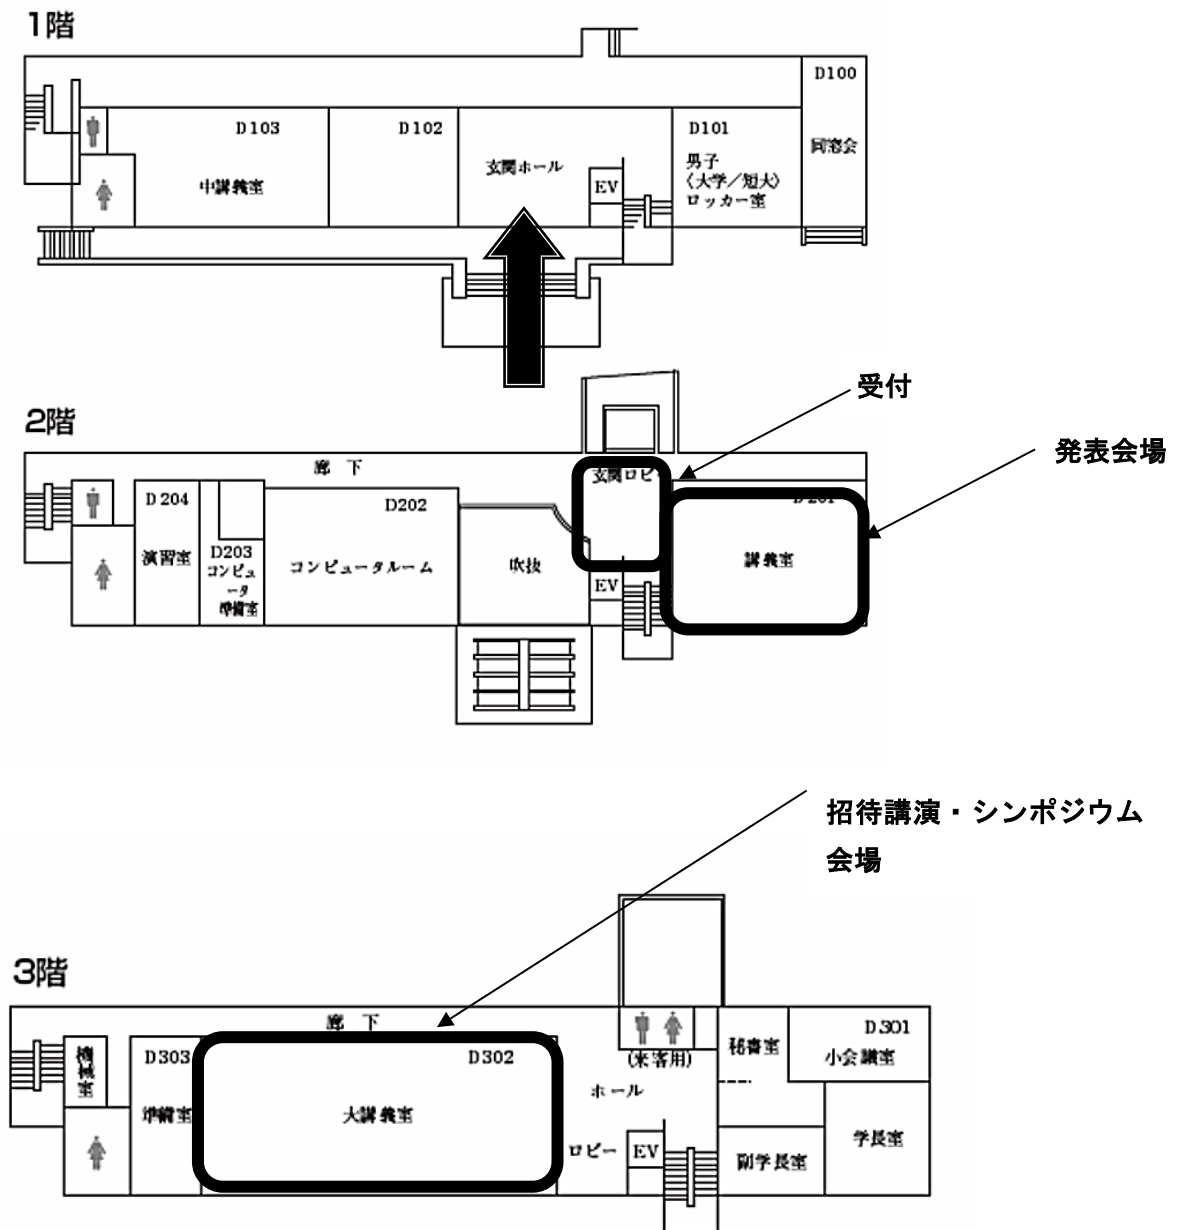 1階
D100
同窓会
D103
中講義室
D102
玄関ホール
EV
D101
男子
(大学／短大)
ロッカー室
受付
2階
発表会場
廊 下
玄関ロビー
D204
演習室
D203
コンピュ
ータ
準備室
D202
コンピュータルーム
吹抜
EV
D201
講義室
招待講演・シンポジウム
会場
3階
廊 下
機械室
D303
準備室
D302
大講義室
(来客用)
ホール
ロビー
EV
秘書室
D301
小会議室
副学長室
学長室